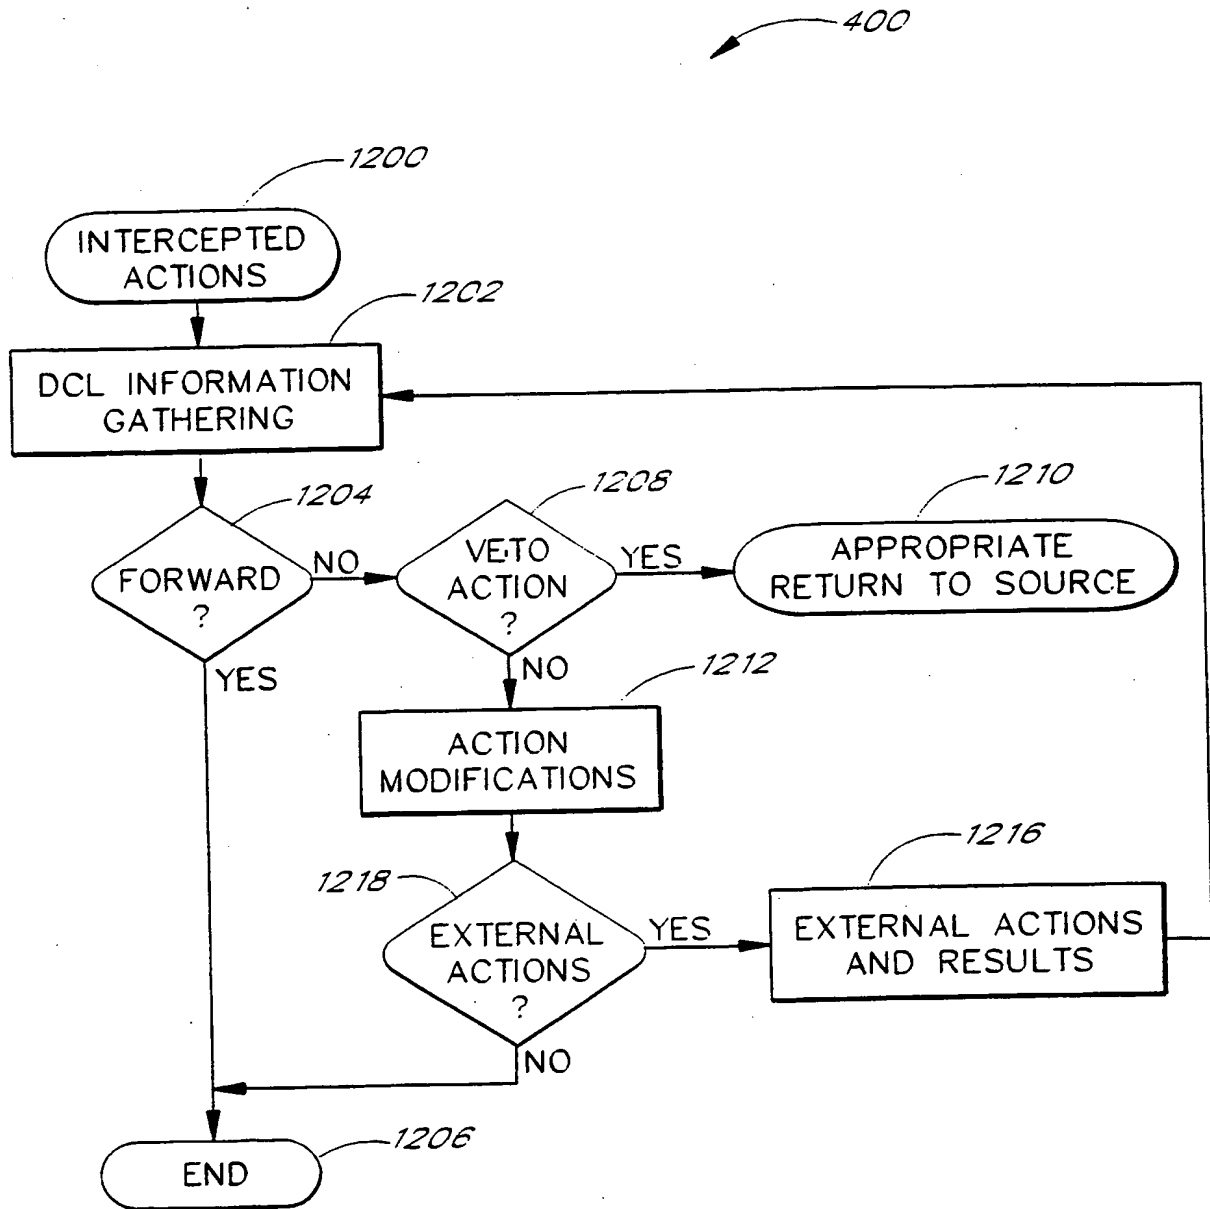 400
1200
INTERCEPTED
ACTIONS
1202
DCL INFORMATION
GATHERING
1204
FORWARD
?
NO
YES
1208
VETO
ACTION
?
YES
NO
1210
APPROPRIATE
RETURN TO SOURCE
1212
ACTION
MODIFICATIONS
1218
EXTERNAL
ACTIONS
?
YES
NO
1216
EXTERNAL ACTIONS
AND RESULTS
1206
END